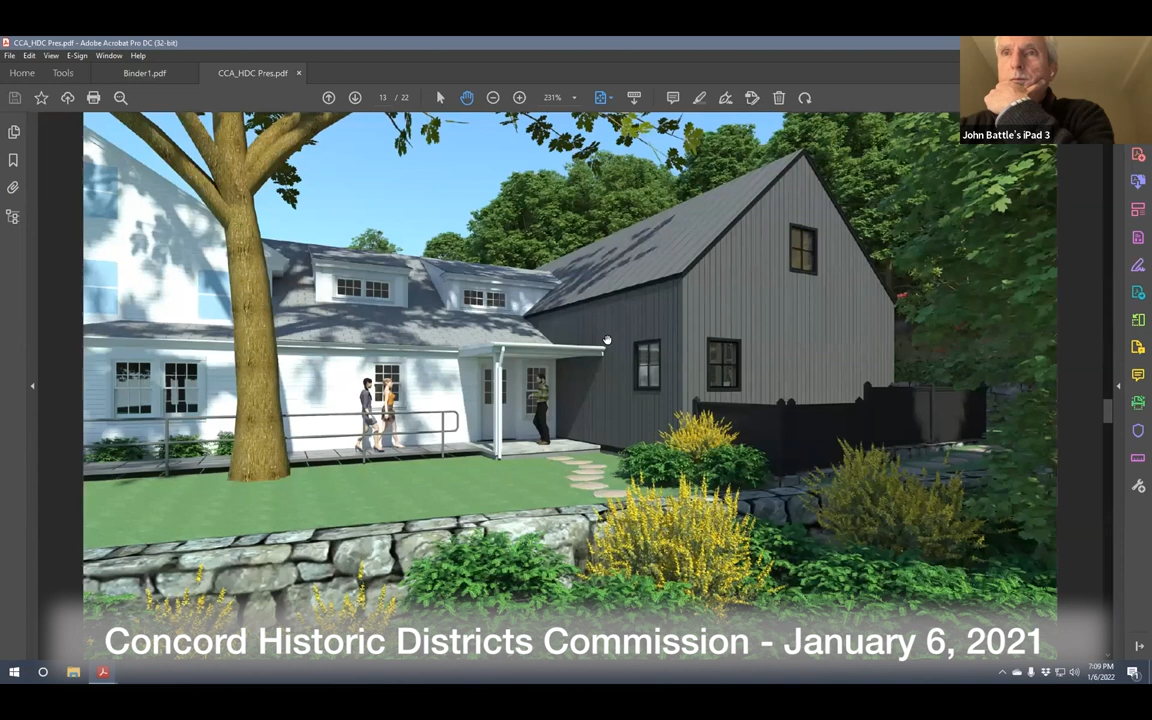 CCA_HDC Pres.pdf - Adobe Acrobat Pro DC (32-bit)
File Edit View E-Sign Window Help
Home Tools Binder1.pdf CCA_HDC Pres.pdf ×
13 / 22 231%
John Battle's iPad 3
Concord Historic Districts Commission - January 6, 2021
7:09 PM
1/6/2022